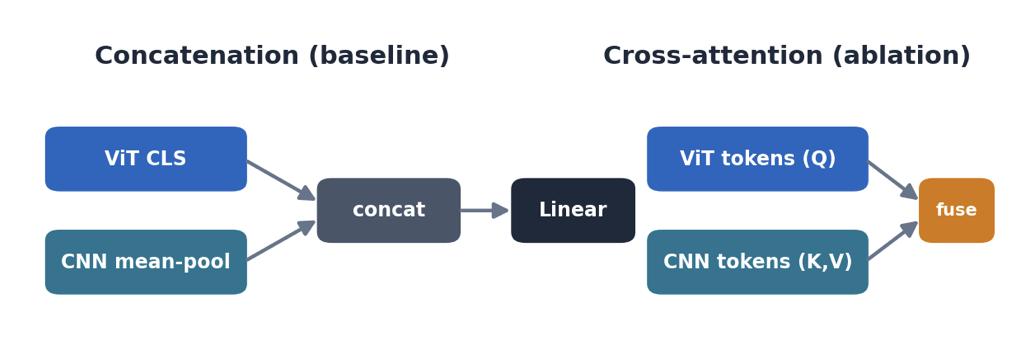 Concatenation (baseline)
ViT CLS
CNN mean-pool
concat
Linear
Cross-attention (ablation)
ViT tokens (Q)
CNN tokens (K,V)
fuse